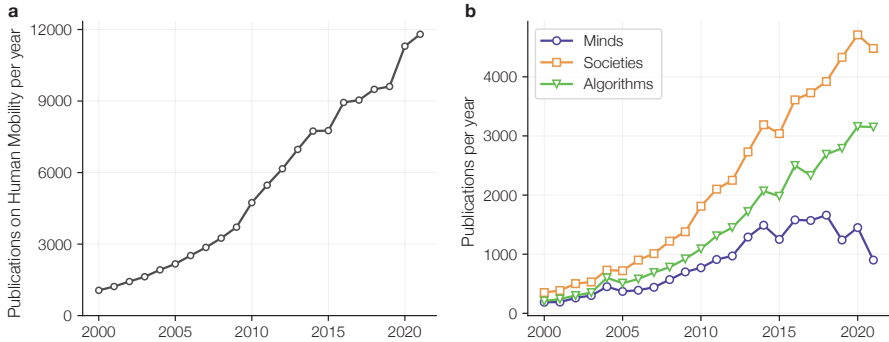 a
Publications on Human Mobility per year
12000
9000
6000
3000
0
2000
2005
2010
2015
2020
b
Publications per year
Minds
Societies
Algorithms
4000
3000
2000
1000
0
2000
2005
2010
2015
2020